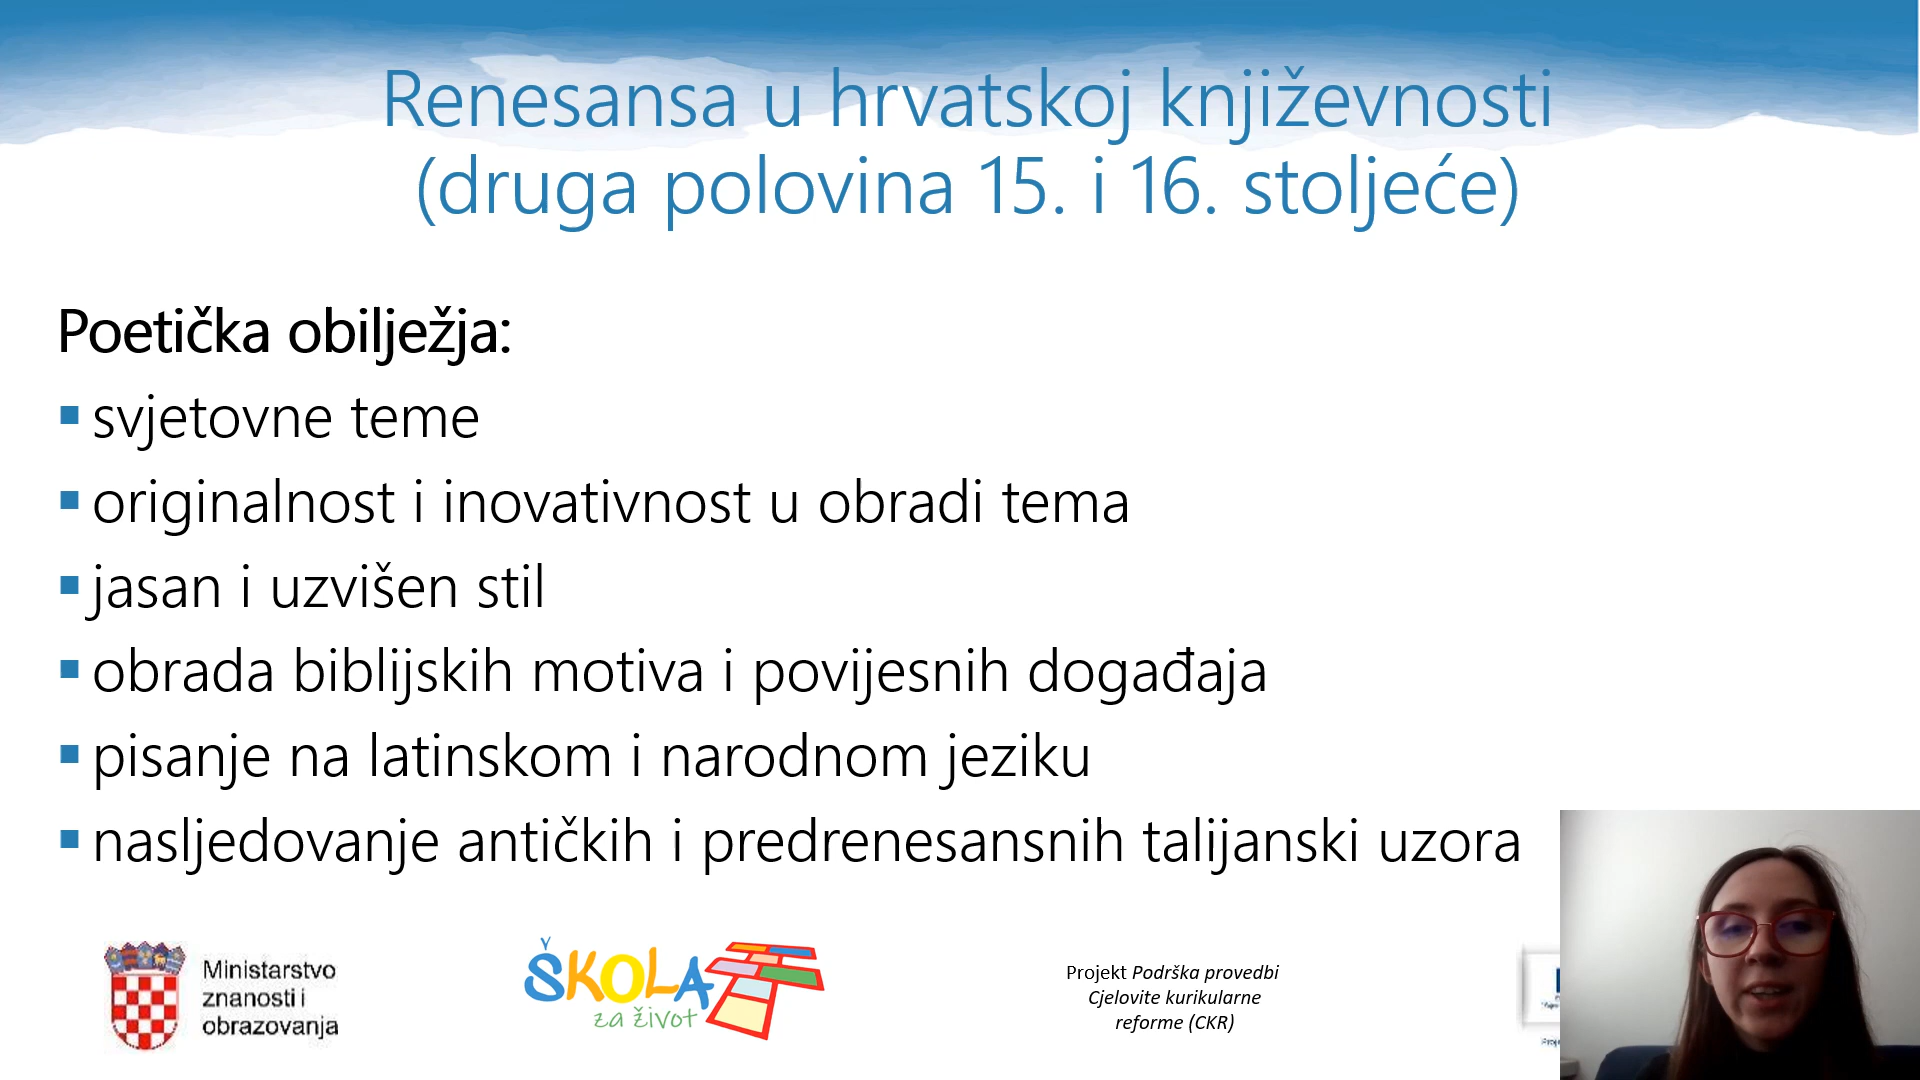 Renesansa u hrvatskoj književnosti
(druga polovina 15. i 16. stoljeće)
Poetička obilježja:
svjetovne teme
originalnost i inovativnost u obradi tema
jasan i uzvišen stil
obrada biblijskih motiva i povijesnih događaja
pisanje na latinskom i narodnom jeziku
nasljedovanje antičkih i predrenesansnih talijanski uzora
Ministarstvo
znanosti i
obrazovanja
ŠKOLA
za život
Projekt Podrška provedbi
Cjelovite kurikularne
reforme (CKR)